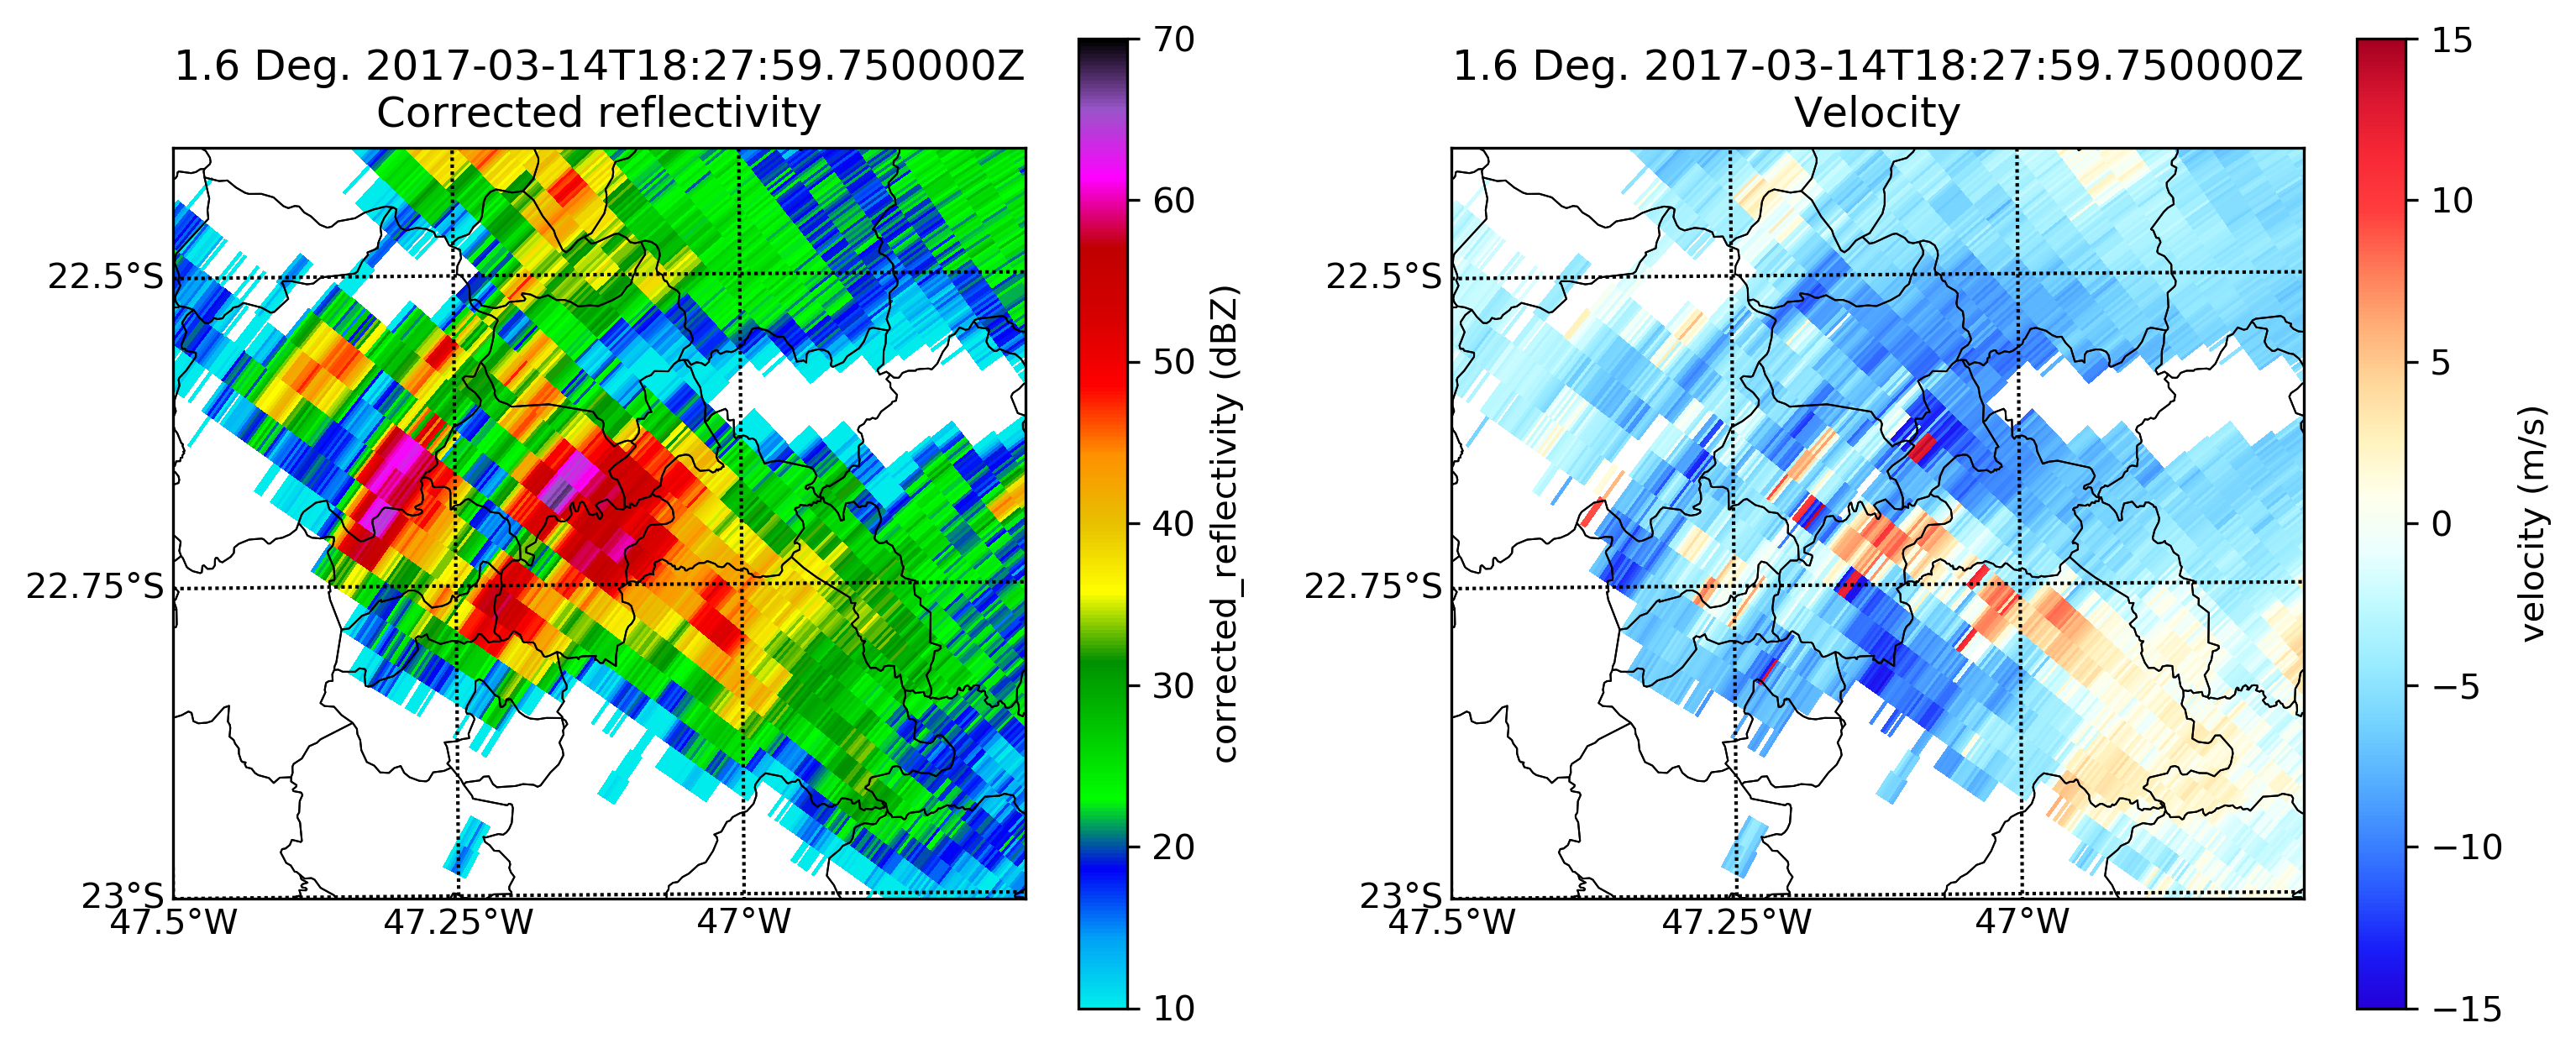 1.6 Deg. 2017-03-14T18:27:59.750000Z
Corrected reflectivity
22.5°S
22.75°S
23°S
47.5°W
47.25°W
47°W
70
60
50
40
30
20
10
corrected_reflectivity (dBZ)
1.6 Deg. 2017-03-14T18:27:59.750000Z
Velocity
22.5°S
22.75°S
23°S
47.5°W
47.25°W
47°W
15
10
5
0
−5
−10
−15
velocity (m/s)